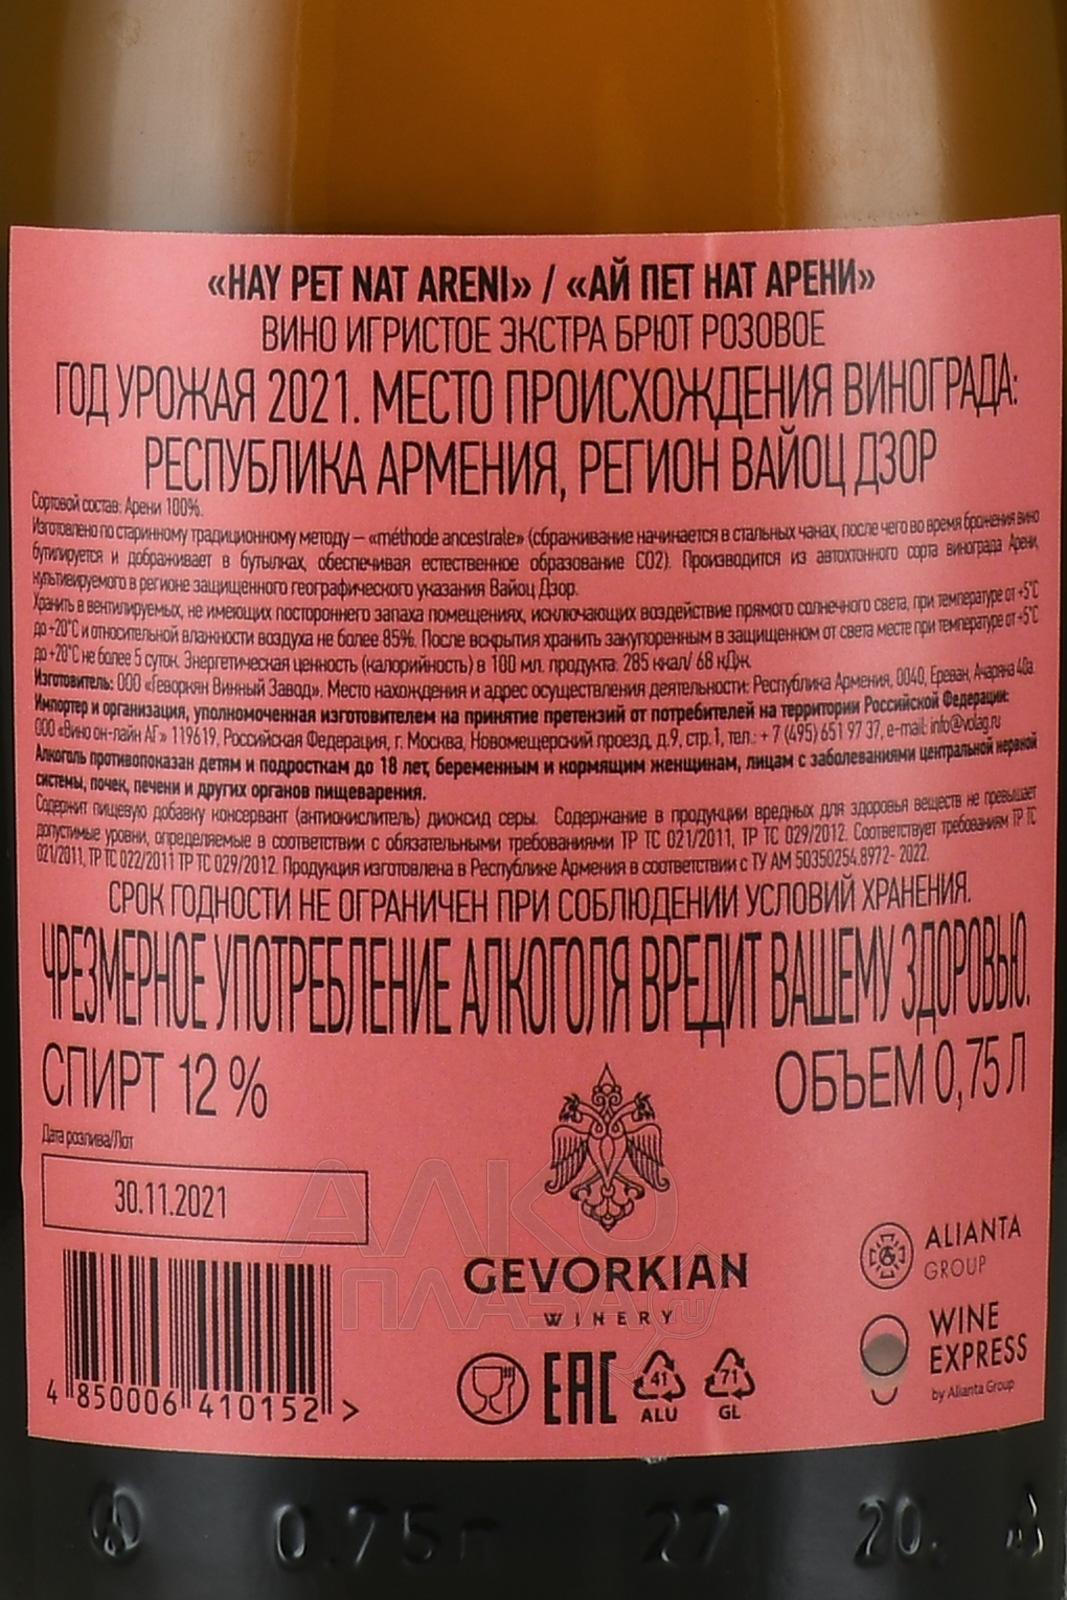 «HAY PET NAT ARENI» / «АЙ ПЕТ НАТ АРЕНИ»
ВИНО ИГРИСТОЕ ЭКСТРА БРЮТ РОЗОВОЕ
ГОД УРОЖАЯ 2021. МЕСТО ПРОИСХОЖДЕНИЯ ВИНОГРАДА:
РЕСПУБЛИКА АРМЕНИЯ, РЕГИОН ВАЙОЦ ДЗОР
Сортовой состав: Арени 100%.
Изготовлено по старинному традиционному методу – «méthode ancestrale» (сбраживание начинается в стальных чанах, после чего во время брожения вино
бутилируется и дображивает в бутылках, обеспечивая естественное образование СО2). Производится из автохтонного сорта винограда Арени,
культивируемого в регионе защищенного географического указания Вайоц Дзор.
Хранить в вентилируемых, не имеющих постороннего запаха помещениях, исключающих воздействие прямого солнечного света, при температуре от +5°С
до +20°С и относительной влажности воздуха не более 85%. После вскрытия хранить закупоренным в защищенном от света месте при температуре от +5°С
до +20°С не более 5 суток. Энергетическая ценность (калорийность) в 100 мл. продукта: 285 ккал/ 68 кДж.
Изготовитель: ООО «Геворкян Винный Завод». Место нахождения и адрес осуществления деятельности: Республика Армения, 0040, Ереван, Ачаряна 40а.
Импортер и организация, уполномоченная изготовителем на принятие претензий от потребителей на территории Российской Федерации:
ООО «Вино он-лайн АГ» 119619, Российская Федерация, г. Москва, Новомещерский проезд, д.9, стр.1, тел.: + 7 (495) 651 97 37, e-mail: info@volag.ru
Алкоголь противопоказан детям и подросткам до 18 лет, беременным и кормящим женщинам, лицам с заболеваниями центральной нервной
системы, почек, печени и других органов пищеварения.
Содержит пищевую добавку консервант (антиокислитель) диоксид серы. Содержание в продукции вредных для здоровья веществ не превышает
допустимые уровни, определяемые в соответствии с обязательными требованиями ТР ТС 021/2011, ТР ТС 029/2012. Соответствует требованиям ТР ТС
021/2011, ТР ТС 022/2011 ТР ТС 029/2012. Продукция изготовлена в Республике Армения в соответствии с ТУ АМ 50350254.8972- 2022.
СРОК ГОДНОСТИ НЕ ОГРАНИЧЕН ПРИ СОБЛЮДЕНИИ УСЛОВИЙ ХРАНЕНИЯ.
ЧРЕЗМЕРНОЕ УПОТРЕБЛЕНИЕ АЛКОГОЛЯ ВРЕДИТ ВАШЕМУ ЗДОРОВЬЮ.
СПИРТ 12 %
ОБЪЕМ 0,75 Л
Дата розлива/Лот
30.11.2021
АЛКО
ПЛАЗА.ru
GEVORKIAN
WINERY
ALIANTA
GROUP
WINE
EXPRESS
by Alianta Group
4 850006 410152 >
EAC
41
ALU
71
GL
0.75л 27 20.